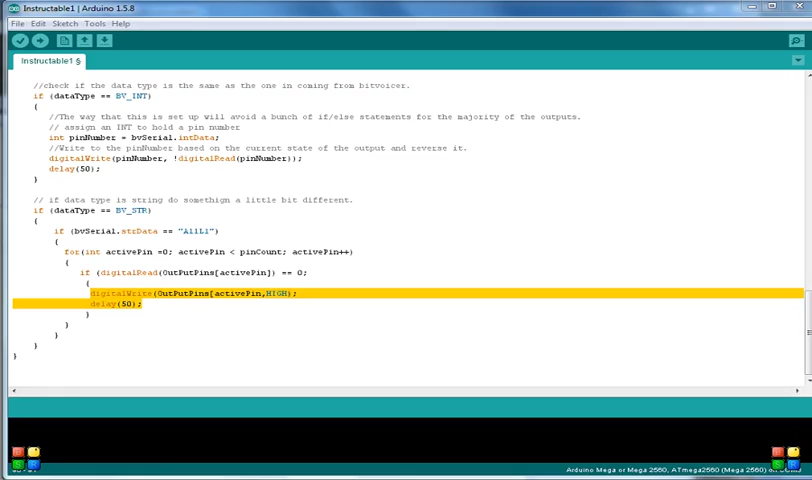 Instructable1 | Arduino 1.5.8
File Edit Sketch Tools Help
Instructable1 §
//check if the data type is the same as the one in coming from bitvoicer.
if (dataType == BV_INT)
{
//The way that this is set up will avoid a bunch of if/else statements for the majority of the outputs.
// assign an INT to hold a pin number
int pinNumber = bvSerial.intData;
//Write to the pinNumber based on the current state of the output and reverse it.
digitalWrite(pinNumber, !digitalRead(pinNumber));
delay(50);
}
// if data type is string do somethign a little bit different.
if (dataType == BV_STR)
{
if (bvSerial.strData == "AllL1")
{
for(int activePin =0; activePin < pinCount; activePin++)
{
if (digitalRead(OutPutPins[activePin]) == 0;
{
digitalWrite(OutPutPins[activePin,HIGH);
delay(50);
}
}
}
}
}
Arduino Mega or Mega 2560, ATmega2560 (Mega 2560) on